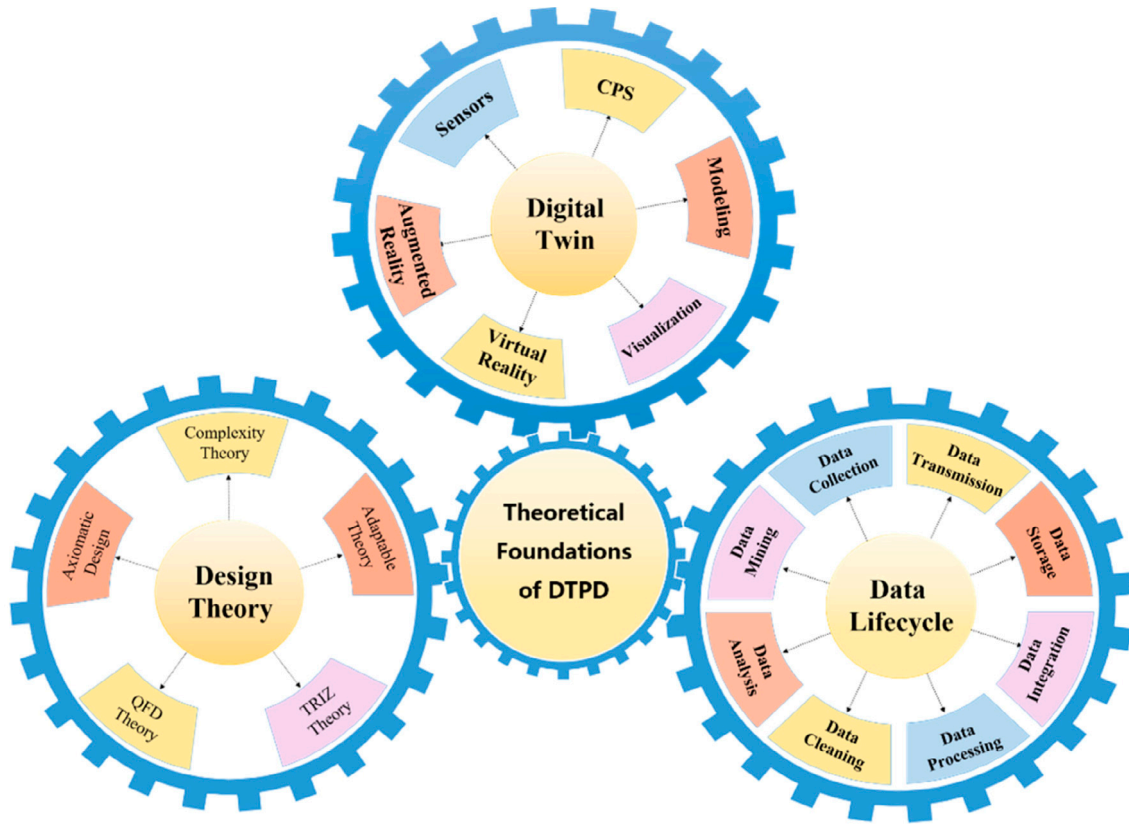 Sensors
CPS
Modeling
Digital
Twin
Augmented
Reality
Virtual
Reality
Visualization
Complexity
Theory
Axiomatic
Design
Adaptable
Theory
Design
Theory
QFD
Theory
TRIZ
Theory
Theoretical
Foundations
of DTPD
Data
Collection
Data
Transmission
Data
Mining
Data
Storage
Data
Lifecycle
Data
Analysis
Data
Integration
Data
Cleaning
Data
Processing